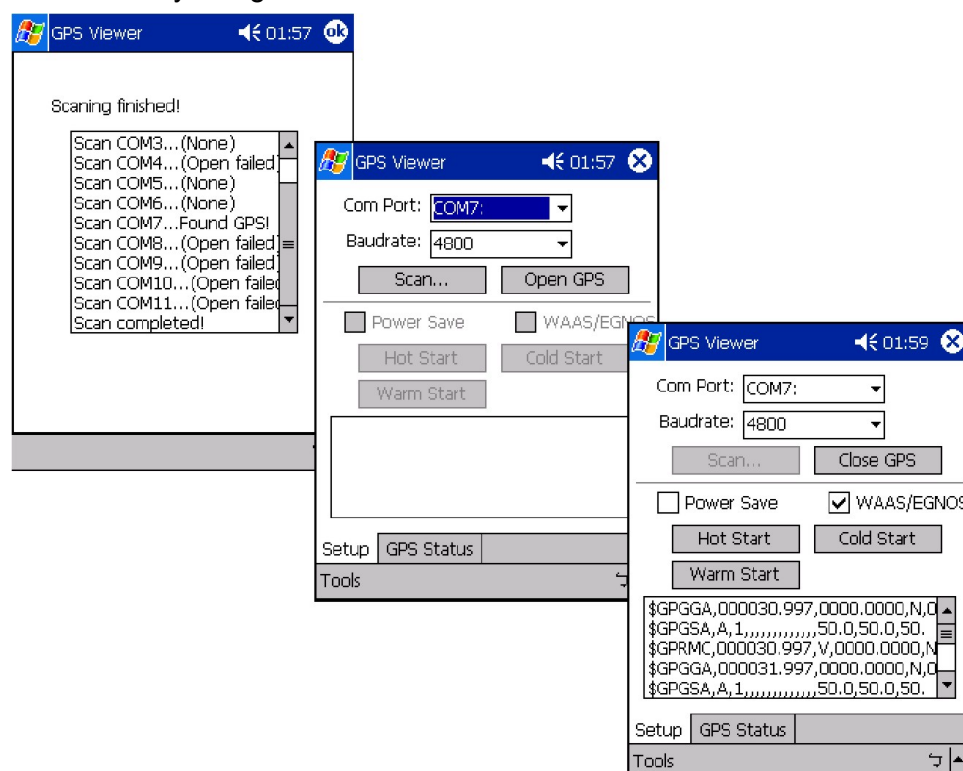 GPS Viewer 01:57 ok
Scaning finished!
Scan COM3...(None)
Scan COM4...(Open failed)
Scan COM5...(None)
Scan COM6...(None)
Scan COM7...Found GPS!
Scan COM8...(Open failed)
Scan COM9...(Open failed)
Scan COM10...(Open failed
Scan COM11...(Open failed
Scan completed!
GPS Viewer 01:57
Com Port: COM7:
Baudrate: 4800
Scan... Open GPS
Power Save WAAS/EGNOS
Hot Start Cold Start
Warm Start
Setup GPS Status
Tools
GPS Viewer 01:59
Com Port: COM7:
Baudrate: 4800
Scan... Close GPS
Power Save WAAS/EGNOS
Hot Start Cold Start
Warm Start
$GPGGA,000030.997,0000.0000,N,0
$GPGSA,A,1,,,,,,,,,,,,,50.0,50.0,50.
$GPRMC,000030.997,V,0000.0000,N
$GPGGA,000031.997,0000.0000,N,0
$GPGSA,A,1,,,,,,,,,,,,,50.0,50.0,50.
Setup GPS Status
Tools